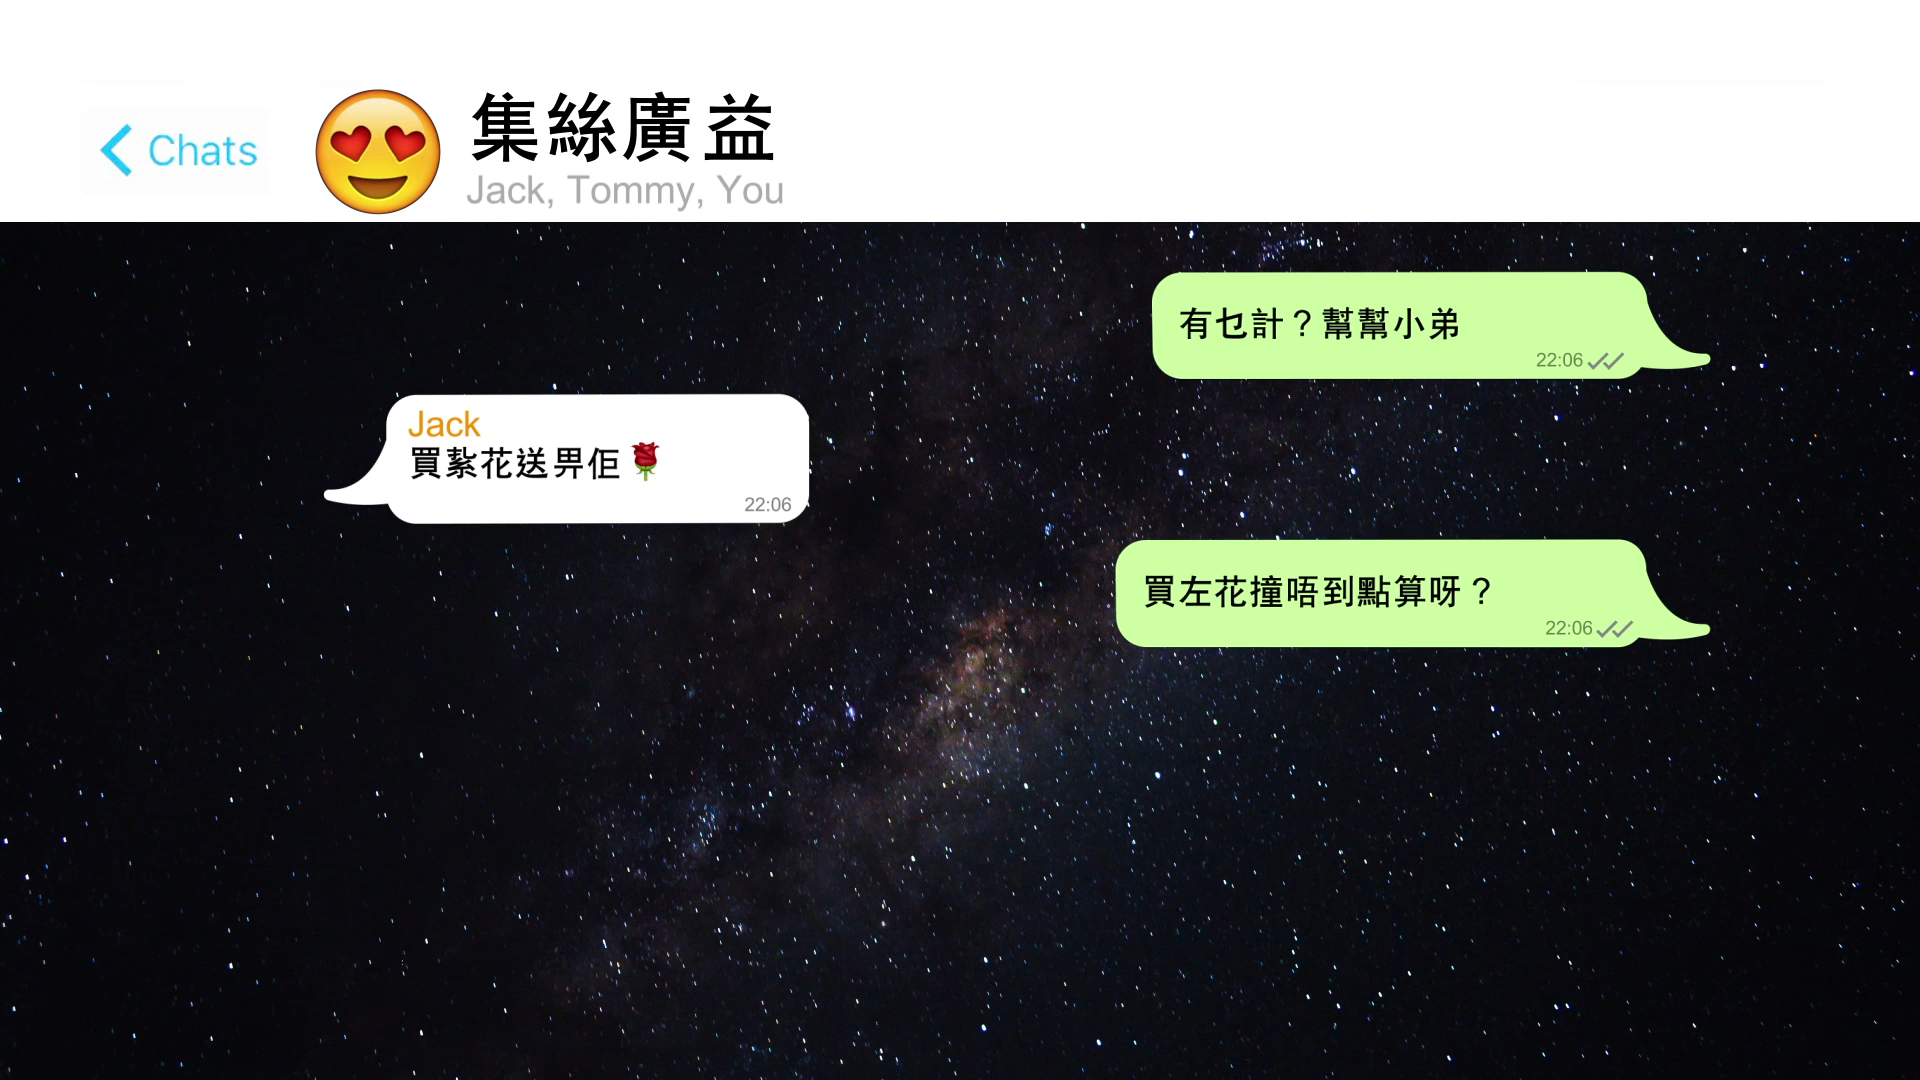 Chats
集絲廣益
Jack, Tommy, You
有乜計？幫幫小弟
22:06
Jack
買紮花送畀佢🌹
22:06
買左花撞唔到點算呀？
22:06